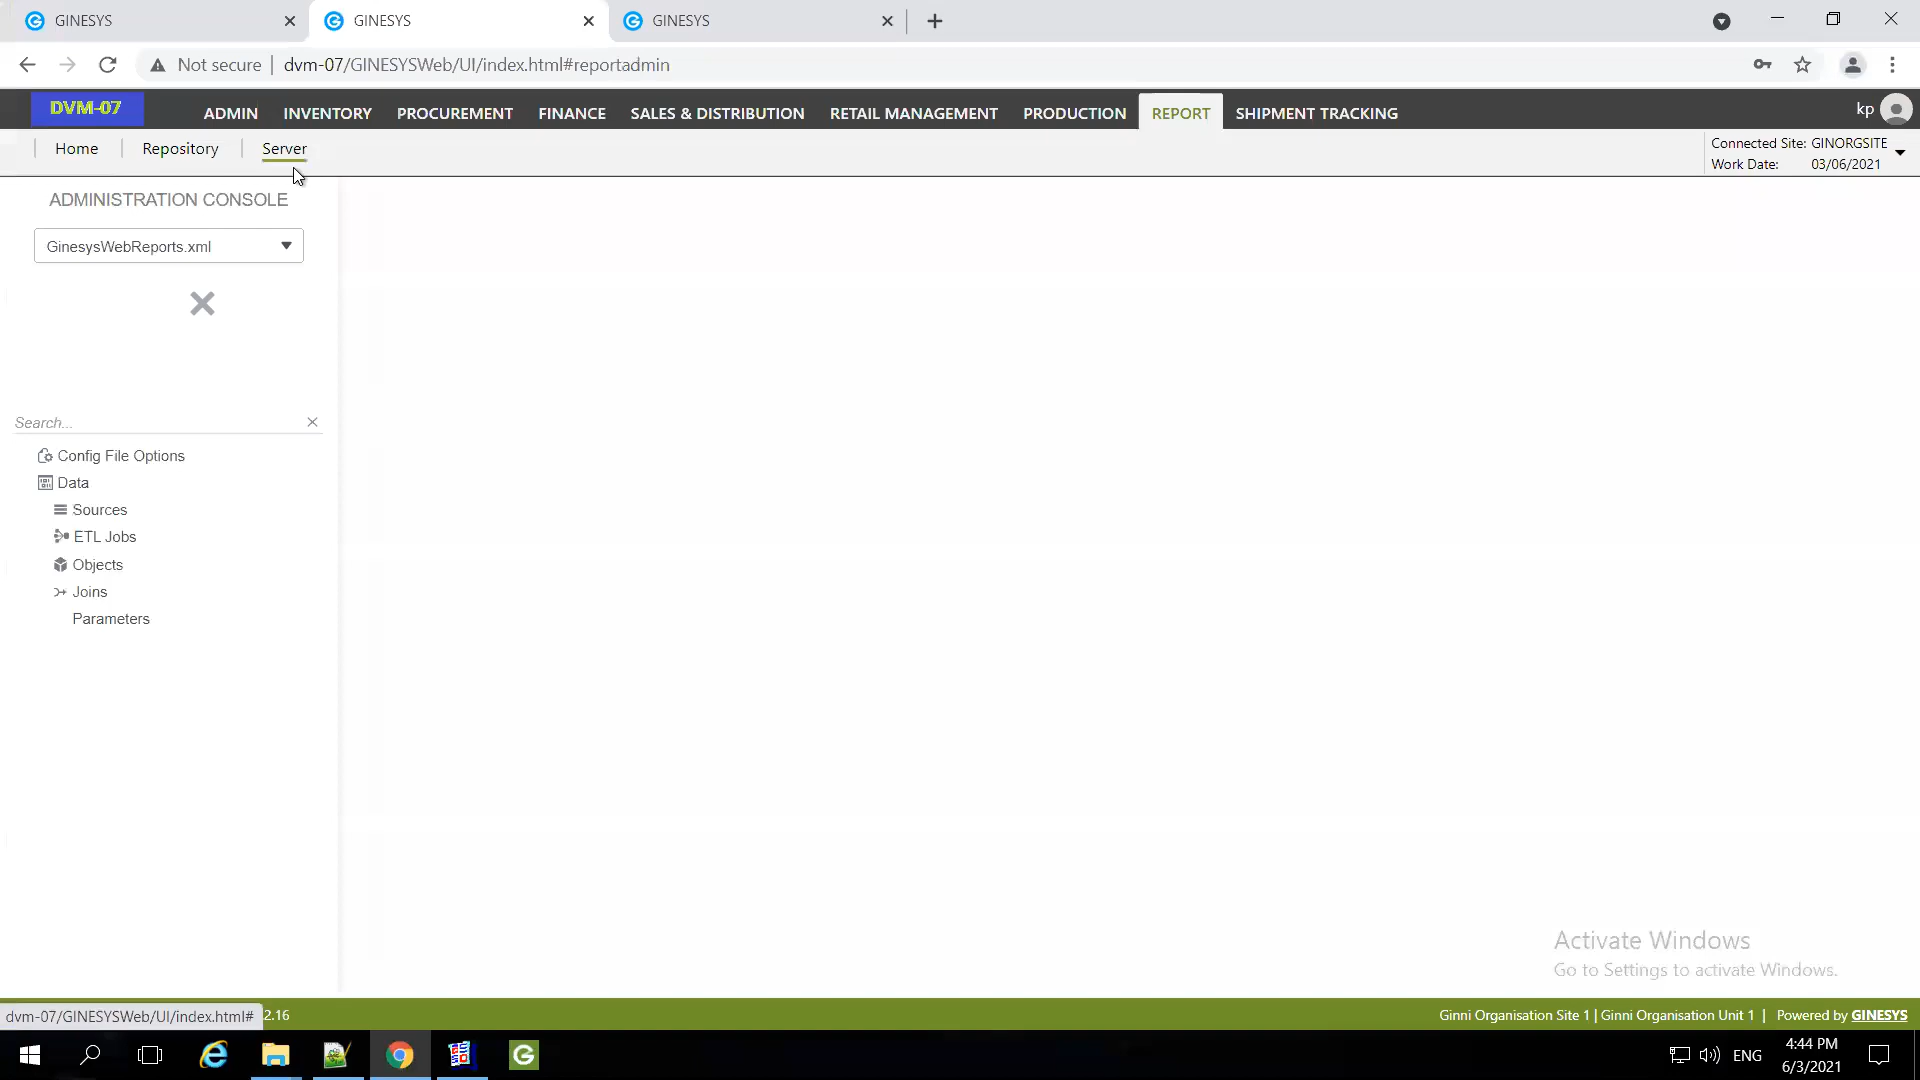 GINESYS
GINESYS
GINESYS
Not secure
dvm-07/GINESYSWeb/UI/index.html#reportadmin
DVM-07
ADMIN INVENTORY PROCUREMENT FINANCE SALES & DISTRIBUTION RETAIL MANAGEMENT PRODUCTION REPORT SHIPMENT TRACKING
kp
Home Repository Server
Connected Site: GINORGSITE
Work Date: 03/06/2021
ADMINISTRATION CONSOLE
GinesysWebReports.xml
Search...
Config File Options
Data
Sources
ETL Jobs
Objects
Joins
Parameters
Activate Windows
Go to Settings to activate Windows.
dvm-07/GINESYSWeb/UI/index.html# 2.16
Ginni Organisation Site 1 | Ginni Organisation Unit 1 | Powered by GINESYS
ENG
4:44 PM
6/3/2021